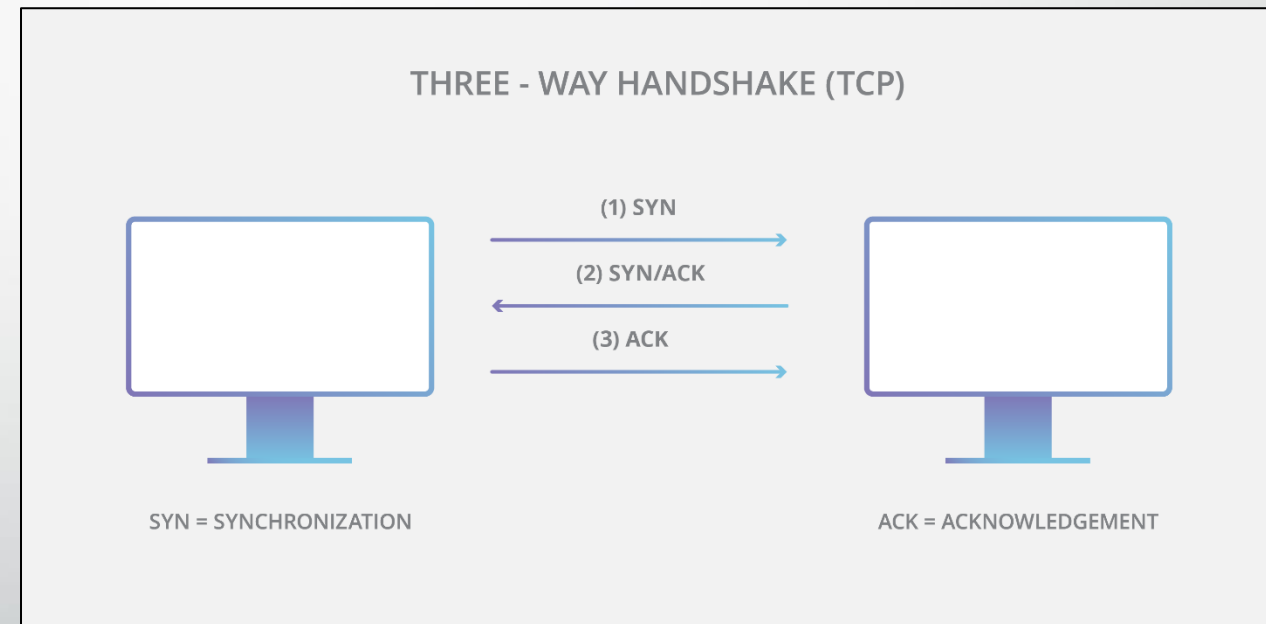 THREE - WAY HANDSHAKE (TCP)
(1) SYN
(2) SYN/ACK
(3) ACK
SYN = SYNCHRONIZATION
ACK = ACKNOWLEDGEMENT